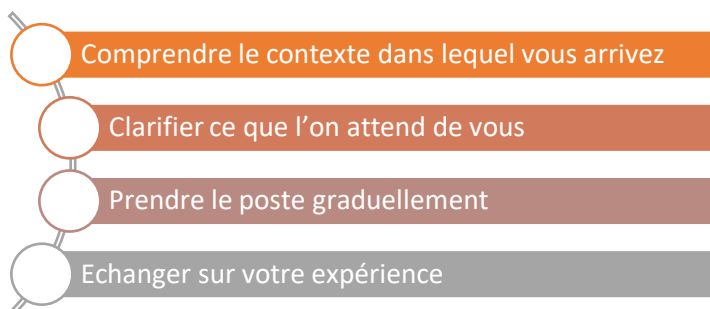 Comprendre le contexte dans lequel vous arrivez
Clarifier ce que l’on attend de vous
Prendre le poste graduellement
Echanger sur votre expérience